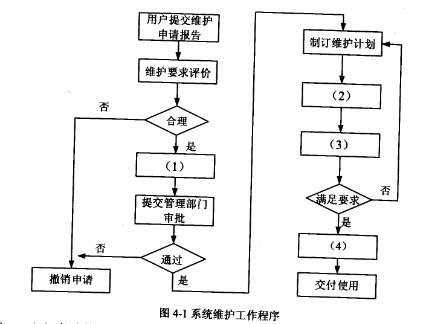 用户提交维护
申请报告
维护要求评价
合理
否
是
(1)
提交管理部门
审批
通过
否
是
撤销申请
制订维护计划
(2)
(3)
满足要求
否
是
(4)
交付使用
图 4-1 系统维护工作程序